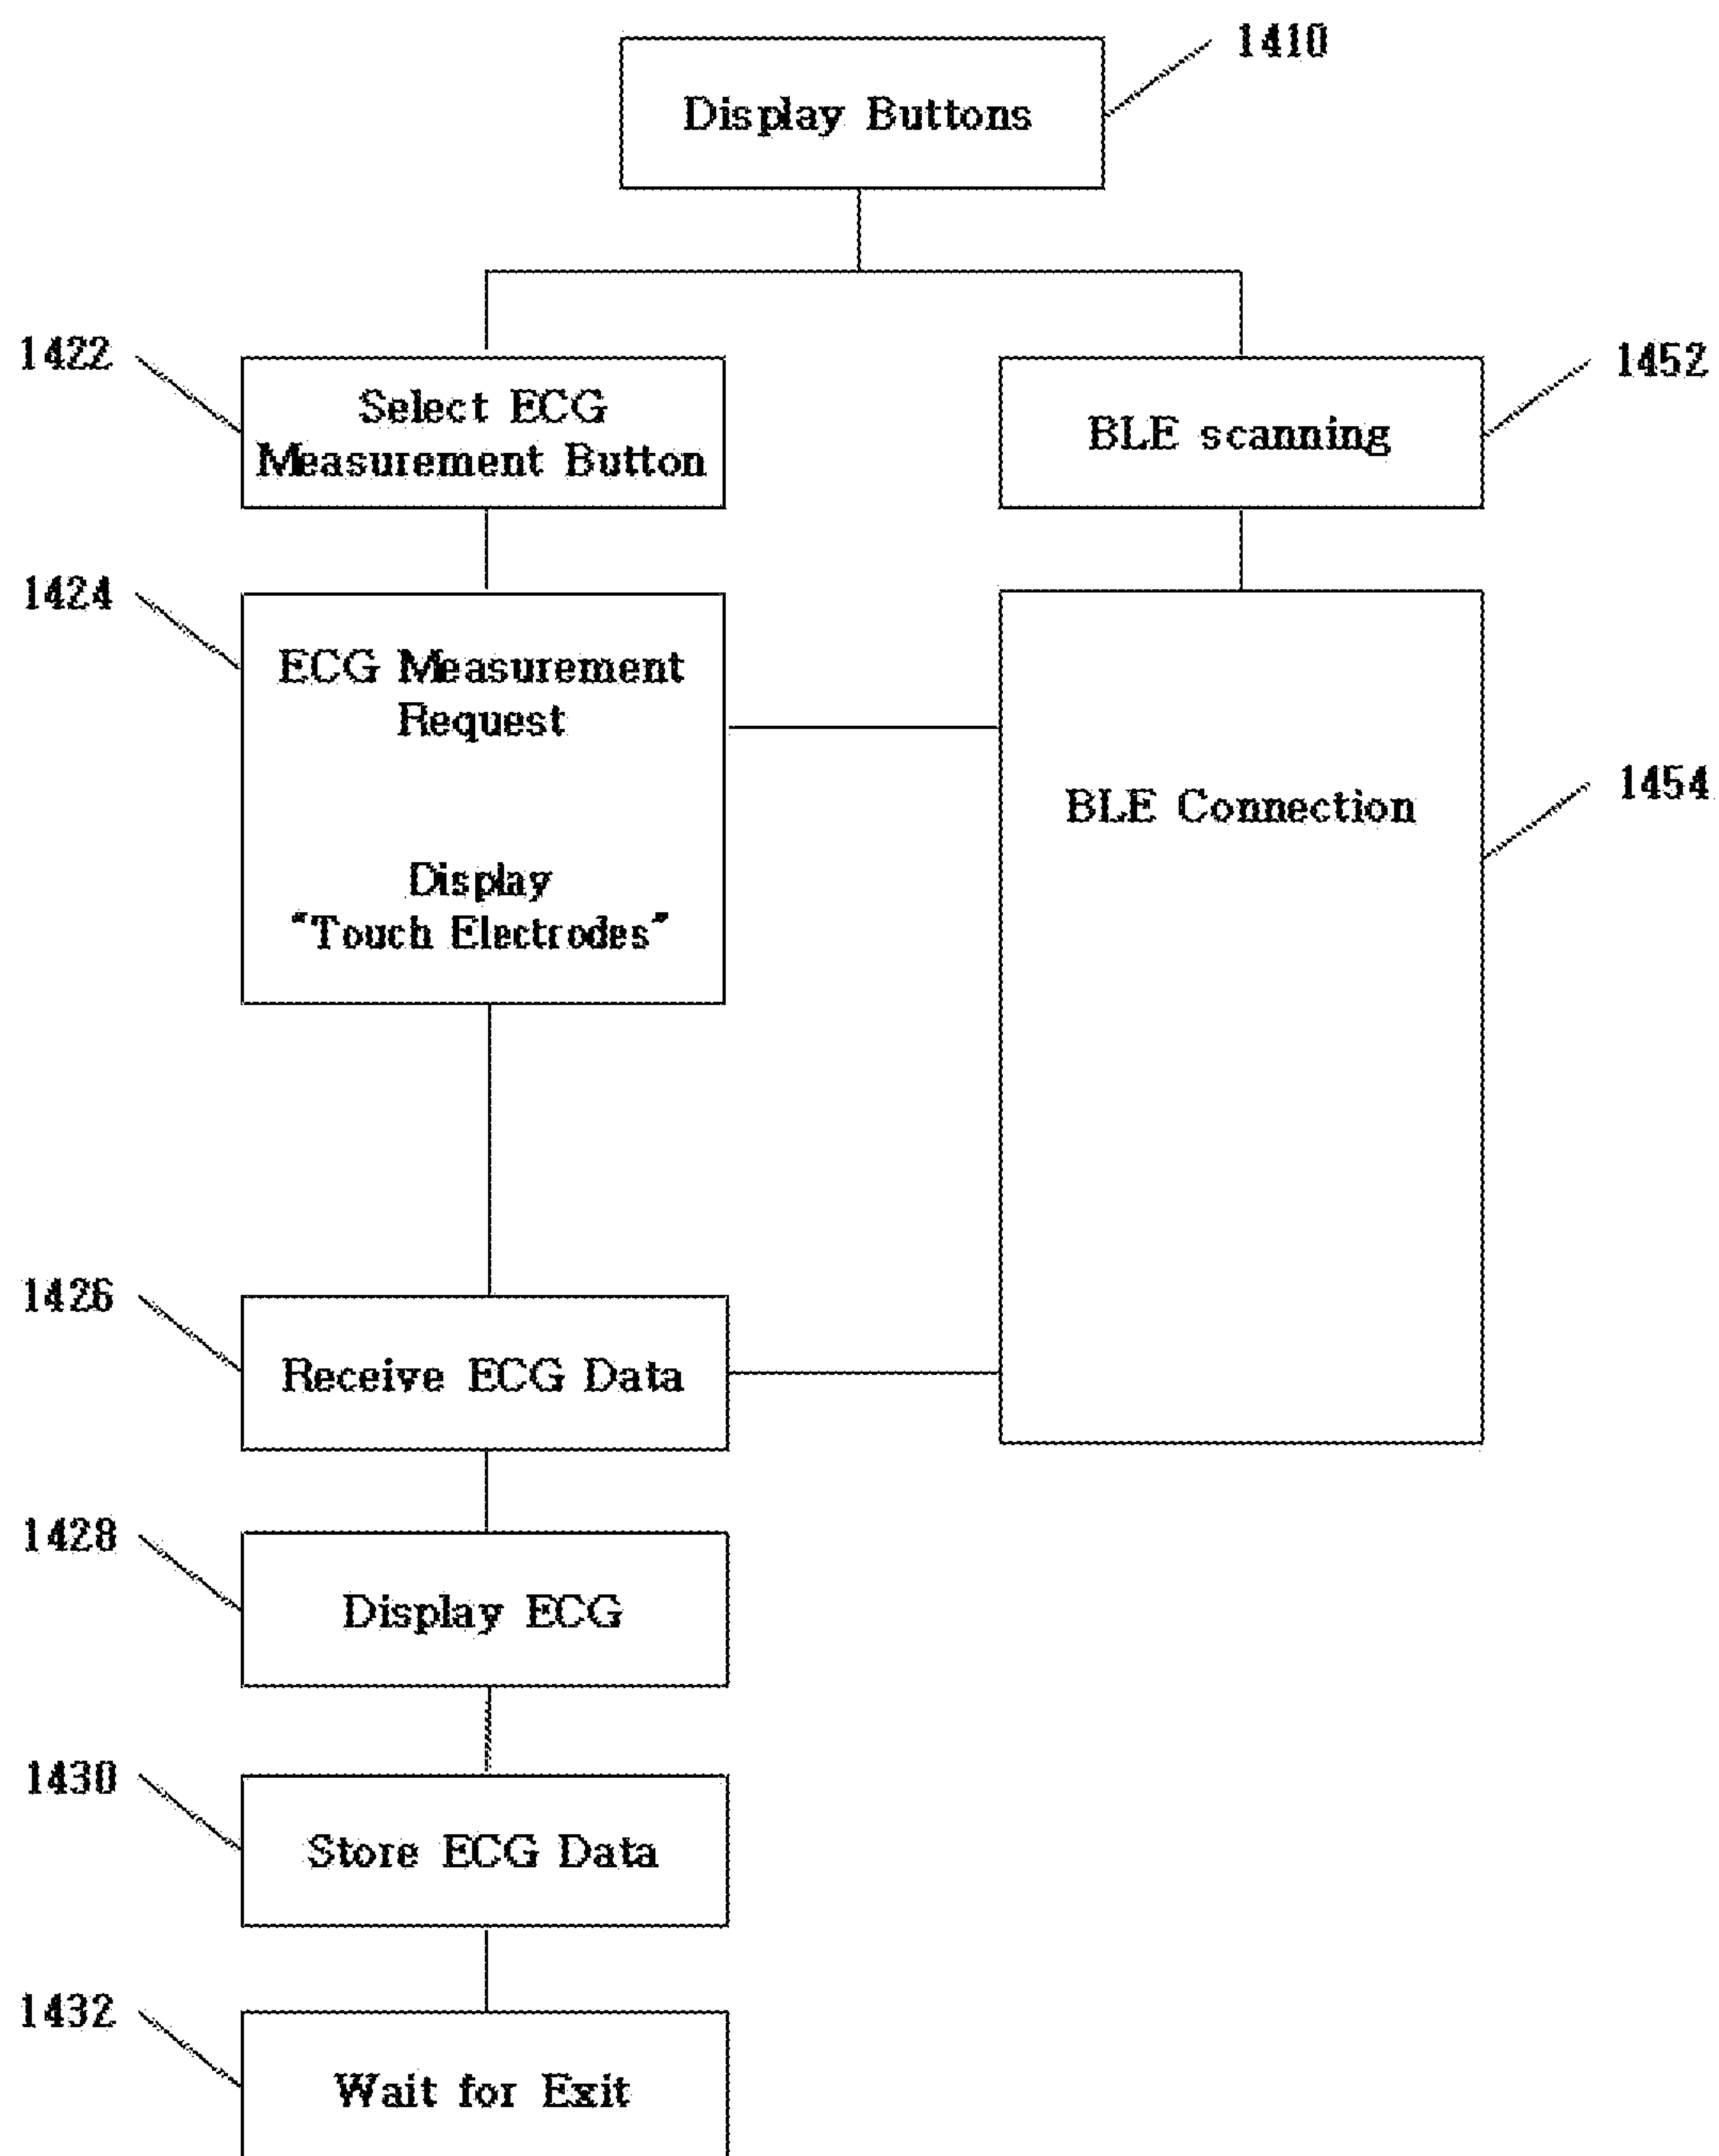 1410
Display Buttons
1422
Select ECG
Measurement Button
1452
BLE scanning
1424
ECG Measurement
Request
Display
"Touch Electrodes"
1454
BLE Connection
1426
Receive ECG Data
1428
Display ECG
1430
Store ECG Data
1432
Wait for Exit